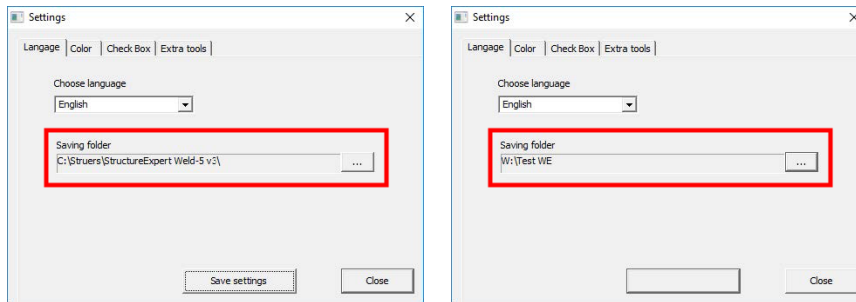 Settings
Langage Color Check Box Extra tools
Choose language
English
Saving folder
C:\Struers\StructureExpert Weld-5 v3\ ...
Save settings Close
Settings
Langage Color Check Box Extra tools
Choose language
English
Saving folder
W:\Test WE ...
Close